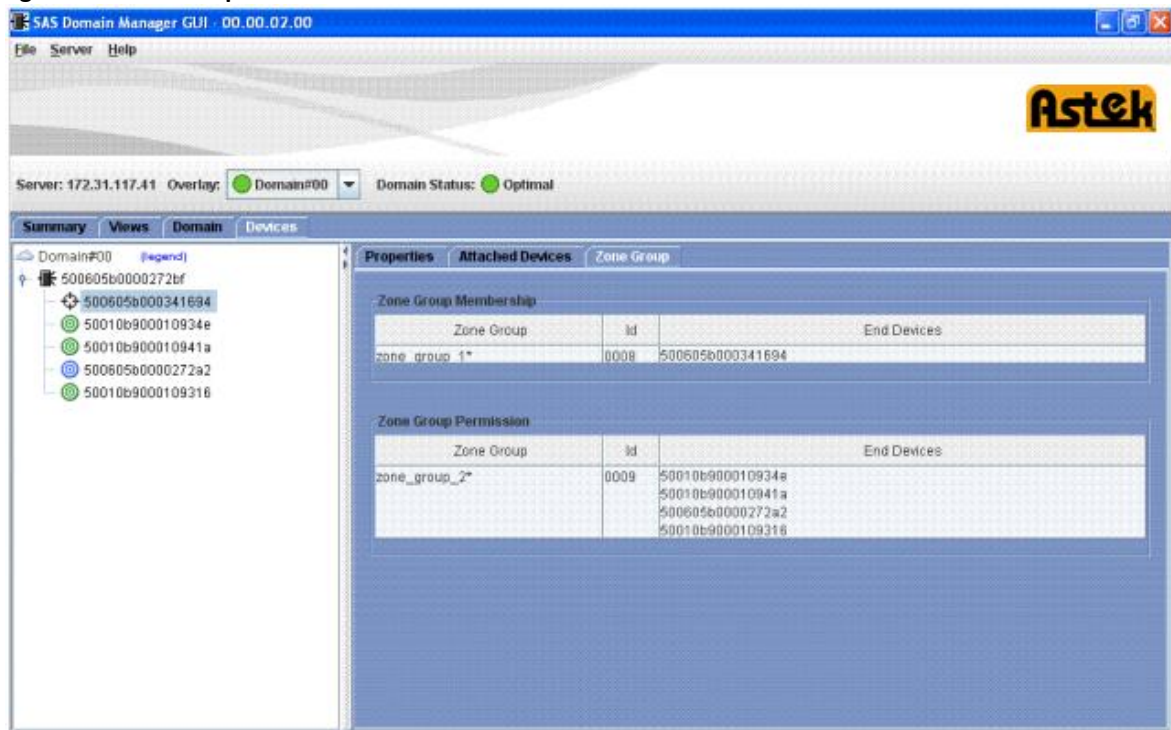 SAS Domain Manager GUI - 00.00.02.00
File Server Help
Astek
Server: 172.31.117.41 Overlay: Domain#00 Domain Status: Optimal
Summary Views Domain Devices
Domain#00 (legend)
500605b0000272bf
500605b000341694
50010b900010934e
50010b900010941a
500605b0000272a2
50010b9000109316
Properties Attached Devices Zone Group
Zone Group Membership
Zone Group Id End Devices
zone_group_1* 0008 500605b000341694
Zone Group Permission
Zone Group Id End Devices
zone_group_2* 0009 50010b900010934e
50010b900010941a
500605b0000272a2
50010b9000109316